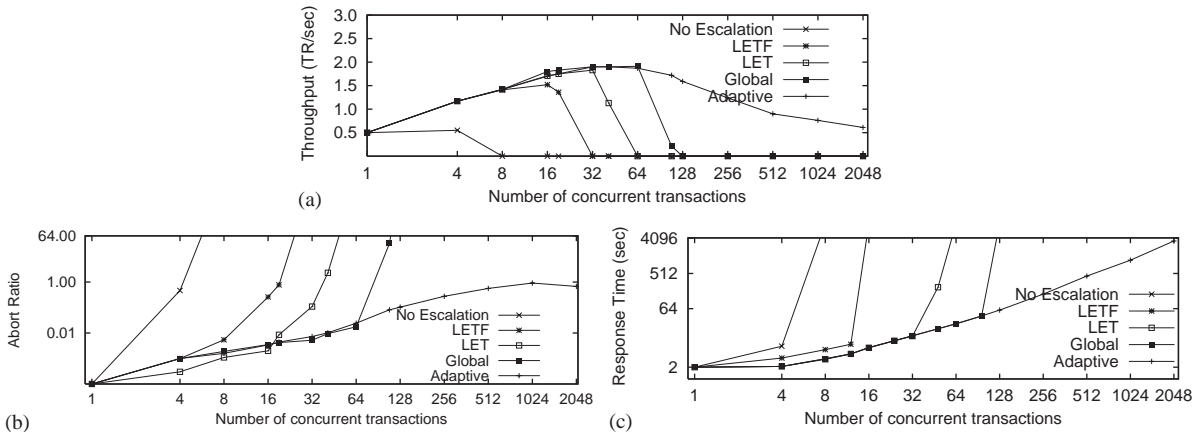 3.0
2.5
2.0
1.5
1.0
0.5
Throughput (TR/sec)
No Escalation
LETF
LET
Global
Adaptive
1 4 8 16 32 64 128 256 512 1024 2048
Number of concurrent transactions
(a)
64.00
1.00
0.01
Abort Ratio
No Escalation
LETF
LET
Global
Adaptive
1 4 8 16 32 64 128 256 512 1024 2048
Number of concurrent transactions
(b)
4096
512
64
2
Response Time (sec)
No Escalation
LETF
LET
Global
Adaptive
1 4 8 16 32 64 128 256 512 1024 2048
Number of concurrent transactions
(c)